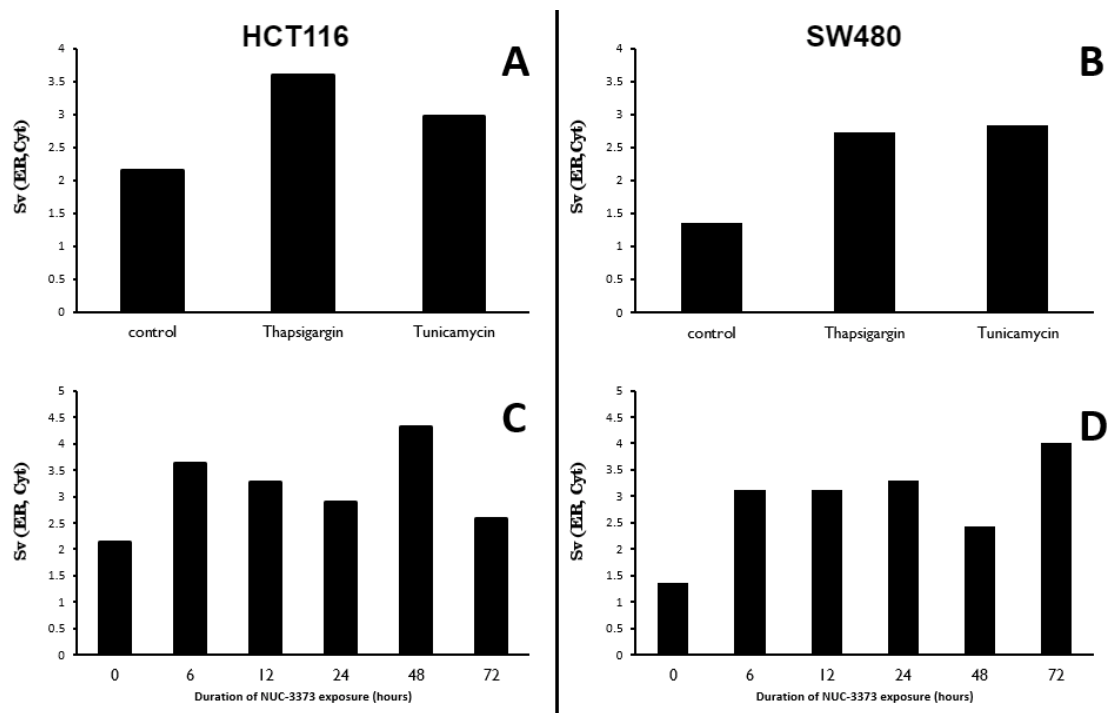 HCT116
A
Sv (ER,Cyt)
4
3.5
3
2.5
2
1.5
1
0.5
0
control Thapsigargin Tunicamycin
SW480
B
Sv (ER,Cyt)
4
3.5
3
2.5
2
1.5
1
0.5
0
control Thapsigargin Tunicamycin
C
Sv (ER, Cyt)
5
4.5
4
3.5
3
2.5
2
1.5
1
0.5
0
0 6 12 24 48 72
Duration of NUC-3373 exposure (hours)
D
Sv (ER, Cyt)
5
4.5
4
3.5
3
2.5
2
1.5
1
0.5
0
0 6 12 24 48 72
Duration of NUC-3373 exposure (hours)